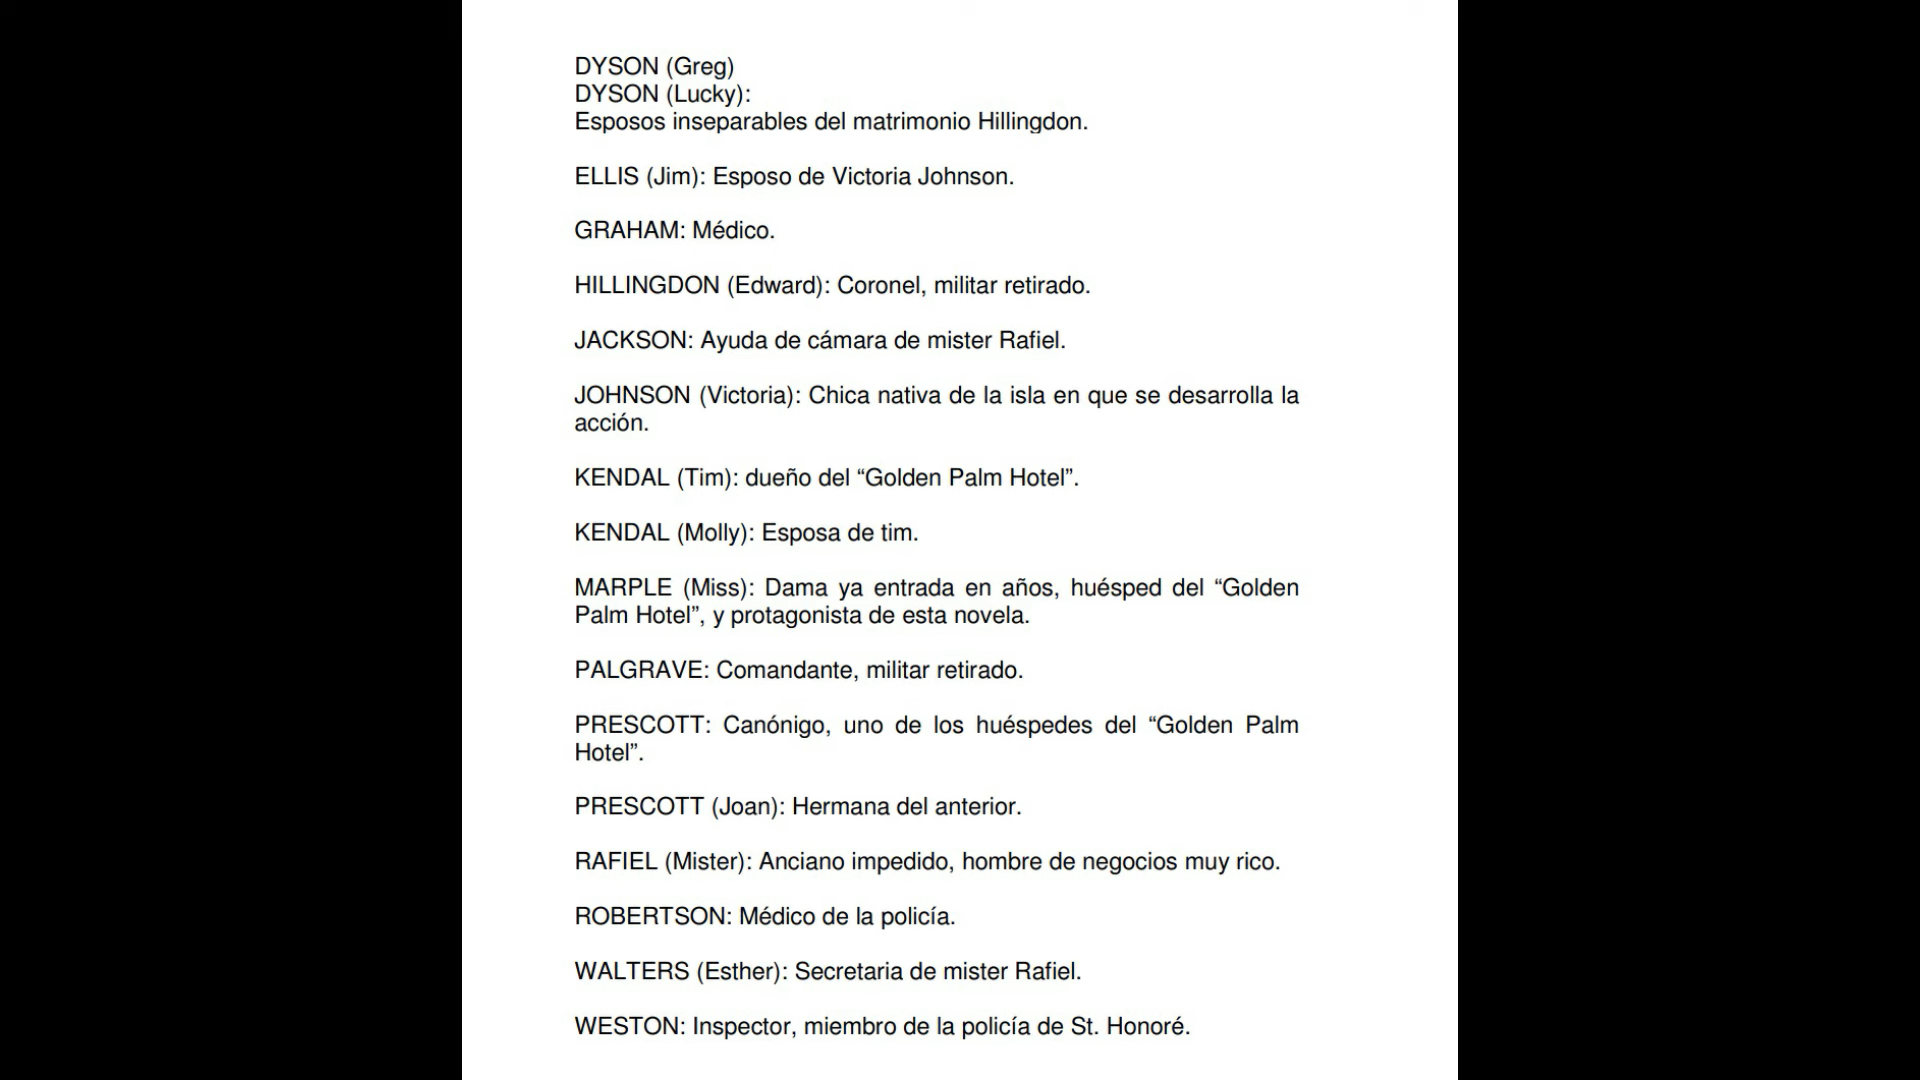 DYSON (Greg)
DYSON (Lucky):
Esposos inseparables del matrimonio Hillingdon.
ELLIS (Jim): Esposo de Victoria Johnson.
GRAHAM: Médico.
HILLINGDON (Edward): Coronel, militar retirado.
JACKSON: Ayuda de cámara de mister Rafiel.
JOHNSON (Victoria): Chica nativa de la isla en que se desarrolla la
acción.
KENDAL (Tim): dueño del “Golden Palm Hotel”.
KENDAL (Molly): Esposa de tim.
MARPLE (Miss): Dama ya entrada en años, huésped del “Golden
Palm Hotel”, y protagonista de esta novela.
PALGRAVE: Comandante, militar retirado.
PRESCOTT: Canónigo, uno de los huéspedes del “Golden Palm
Hotel”.
PRESCOTT (Joan): Hermana del anterior.
RAFIEL (Mister): Anciano impedido, hombre de negocios muy rico.
ROBERTSON: Médico de la policía.
WALTERS (Esther): Secretaria de mister Rafiel.
WESTON: Inspector, miembro de la policía de St. Honoré.